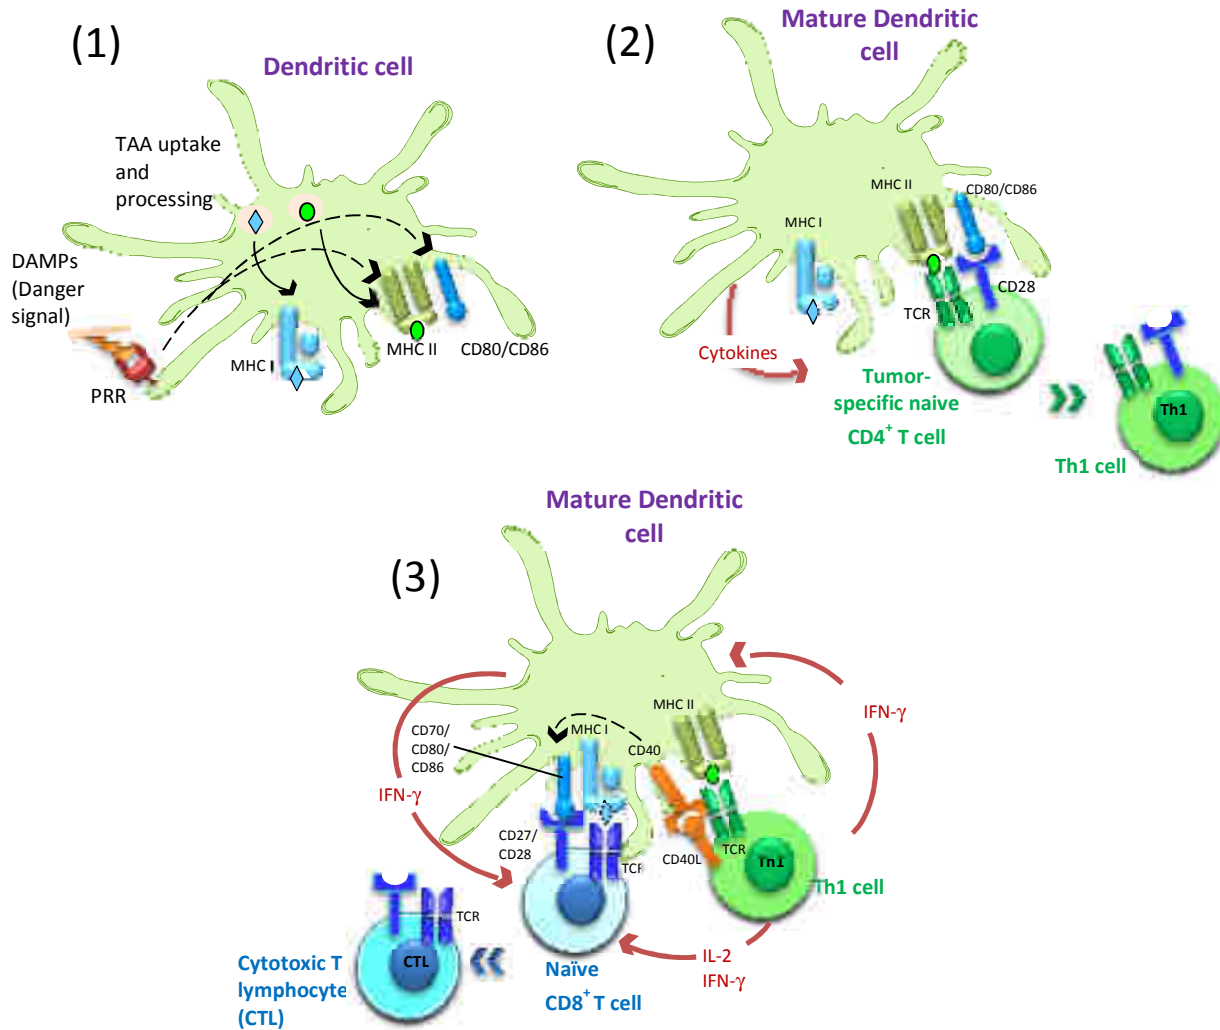 (1)
Dendritic cell
TAA uptake
and
processing
DAMPs
(Danger
signal)
PRR
MHC I
MHC II
CD80/CD86
(2)
Mature Dendritic
cell
MHC II
CD80/CD86
MHC I
CD28
TCR
Cytokines
Tumor-
specific naive
CD4+ T cell
Th1
Th1 cell
Mature Dendritic
cell
(3)
MHC II
IFN-γ
CD70/
CD80/
CD86
MHC I
CD40
IFN-γ
CD27/
CD28
TCR
CD40L
TCR
Th1
Th1 cell
TCR
CTL
Cytotoxic T
lymphocyte
(CTL)
Naïve
CD8+ T cell
IL-2
IFN-γ